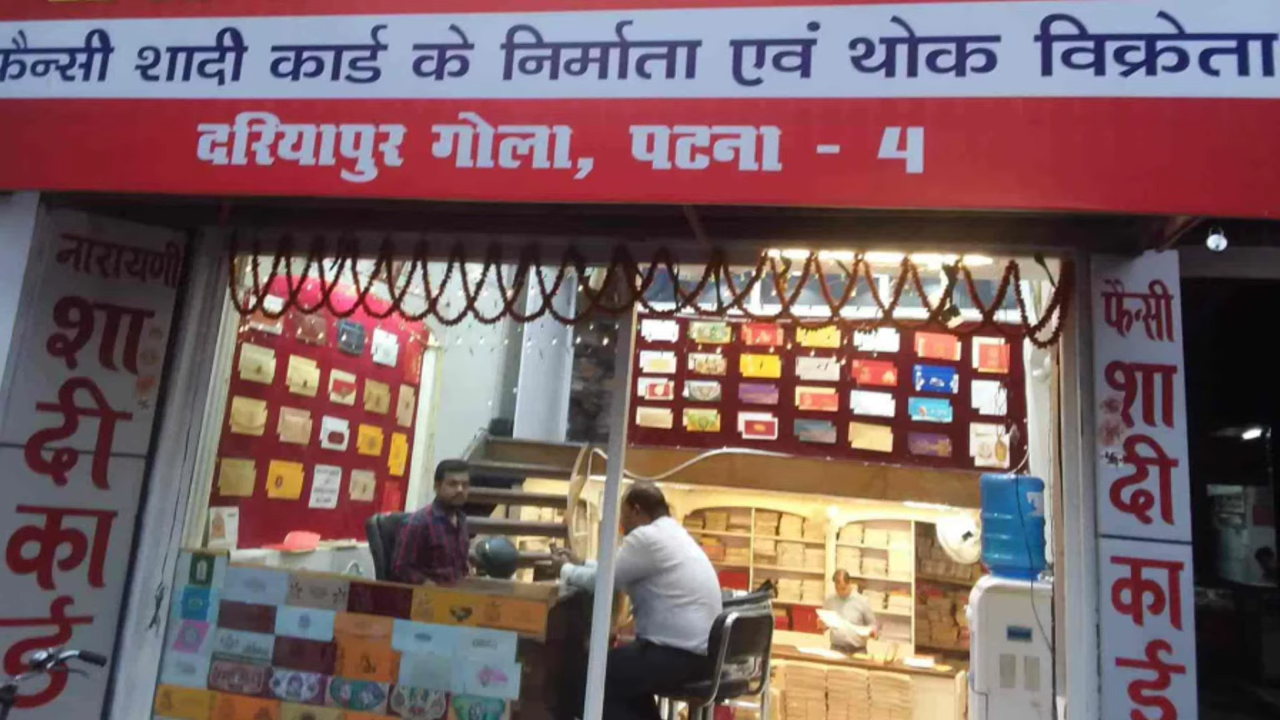 फैन्सी शादी कार्ड के निर्माता एवं थोक विक्रेता
दरियापुर गोला, पटना - 4
नारायणी
शा
दी
का
र्ड
फैन्सी
शा
दी
का
र्ड